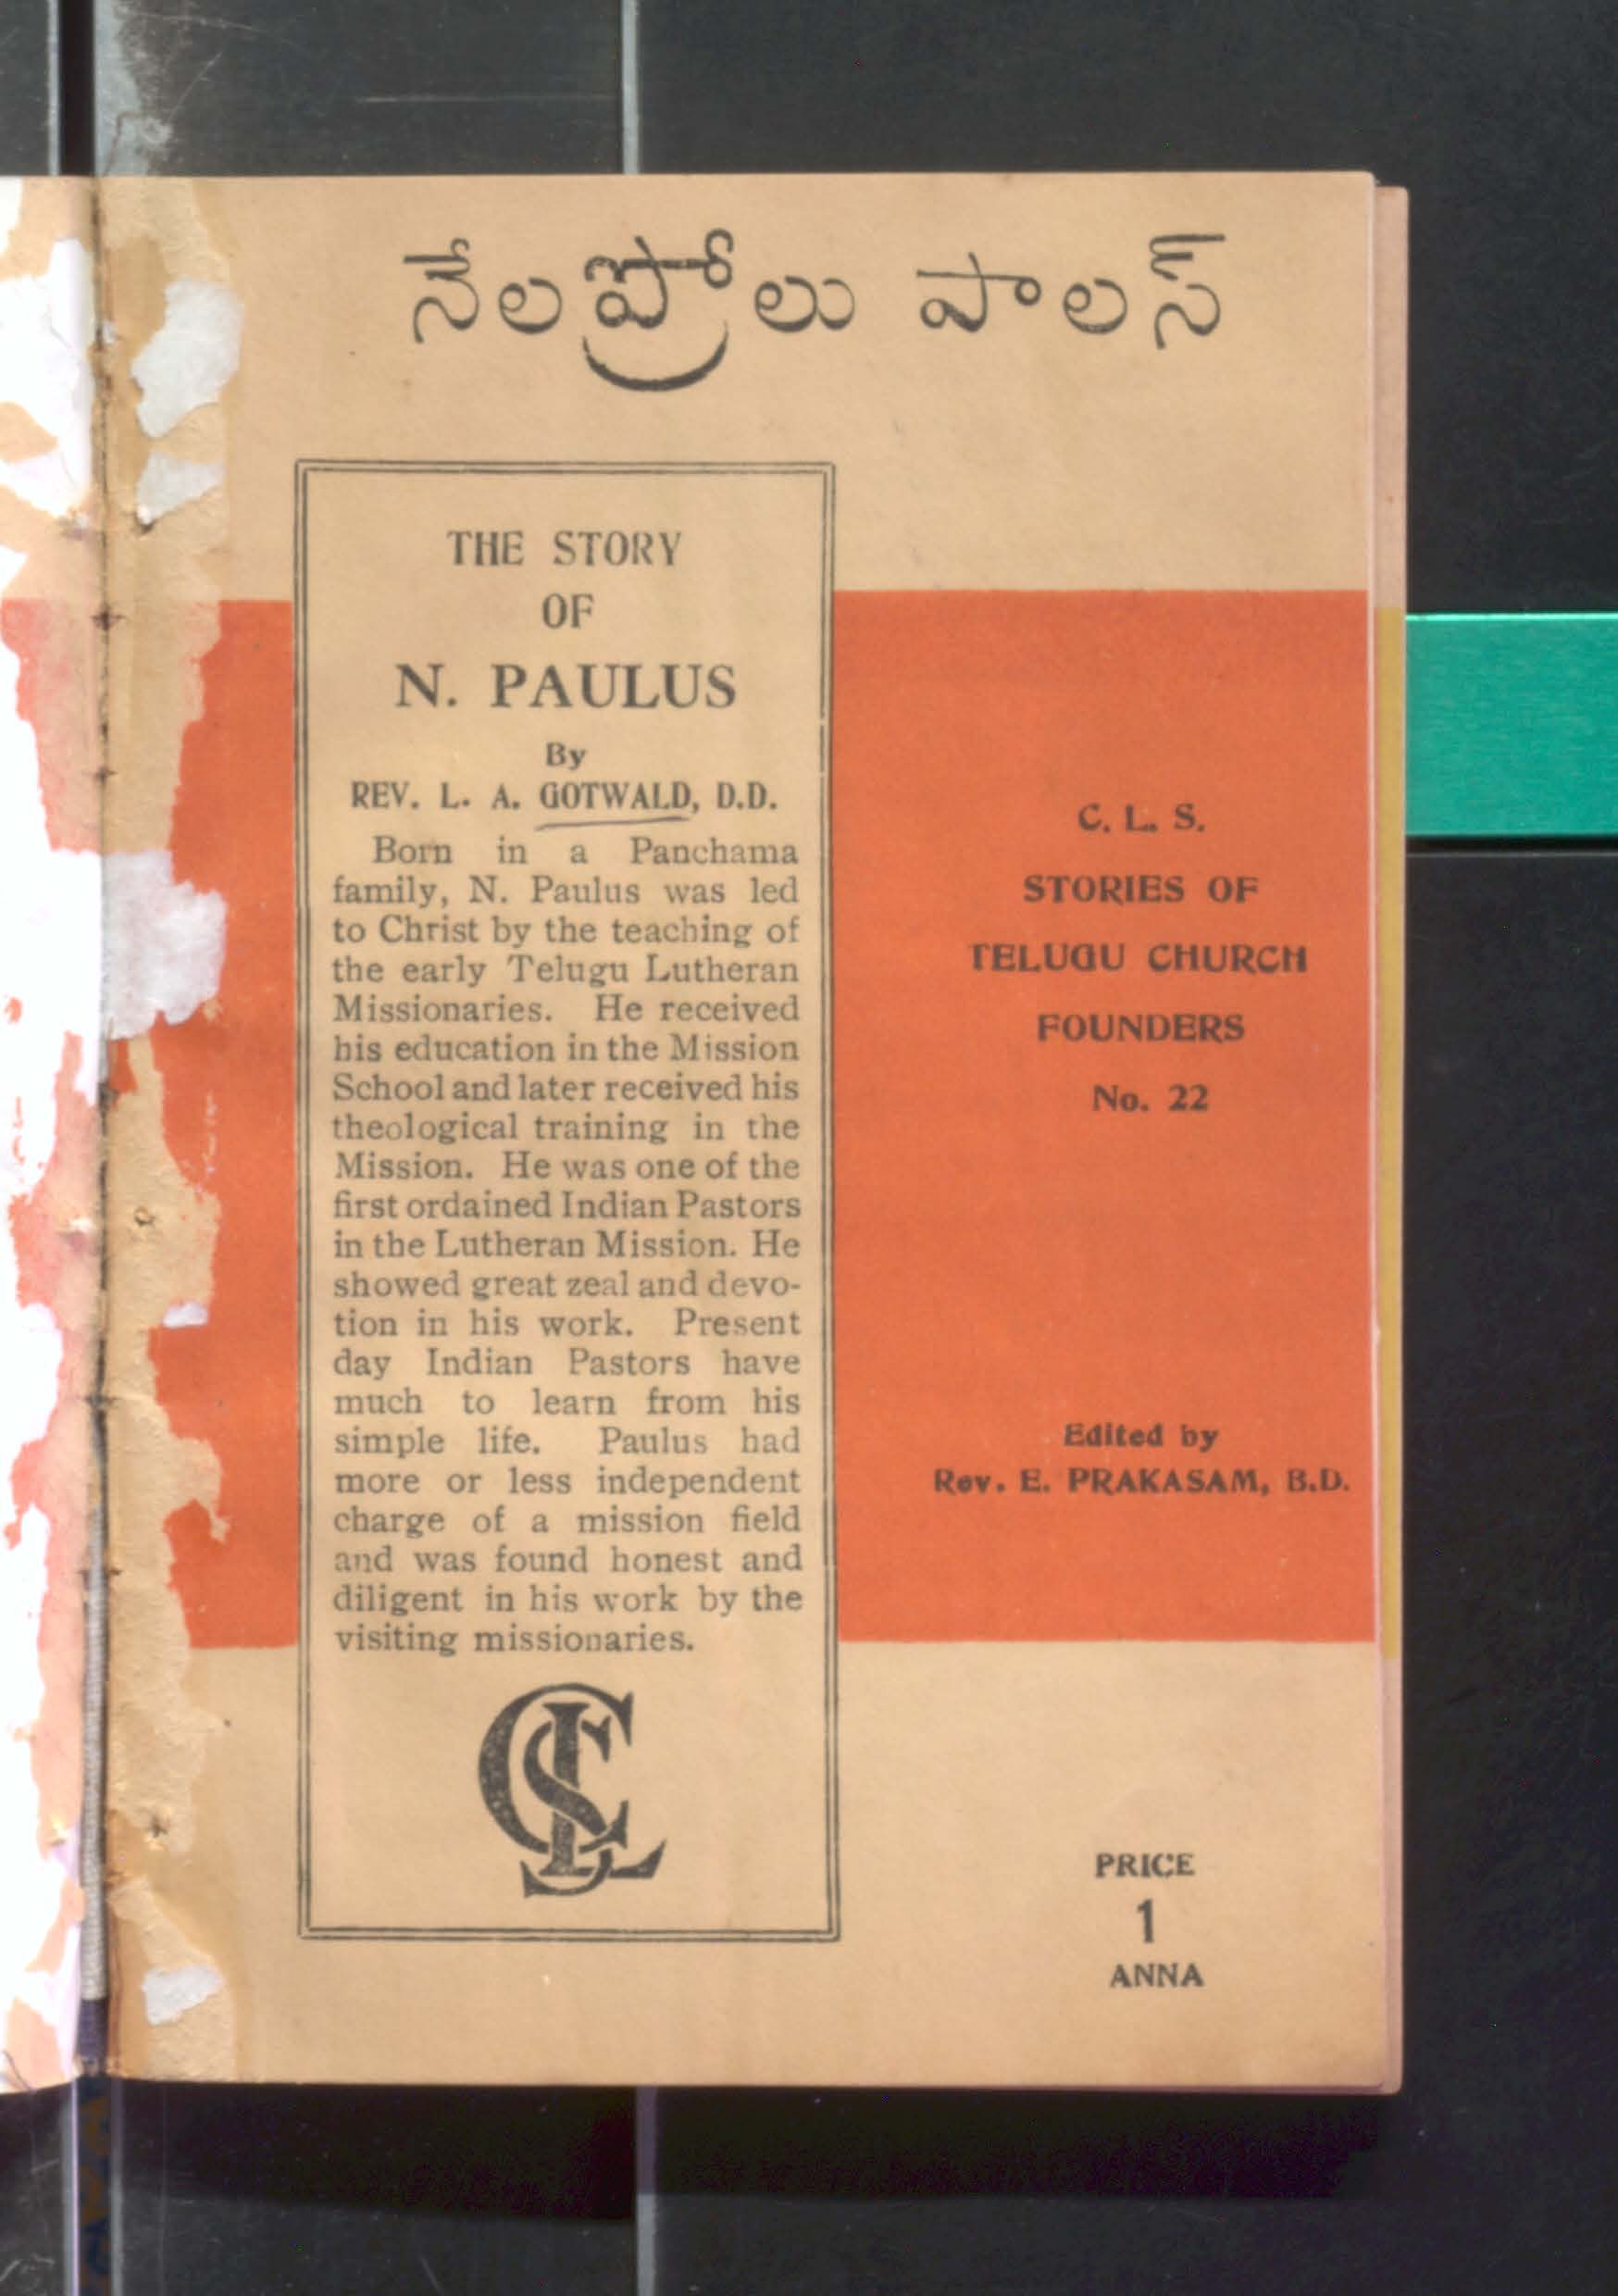 నేలప్రోలు పాలస్
THE STORY
OF
N. PAULUS
By
REV. L. A. GOTWALD, D.D.
Born in a Panchama
family, N. Paulus was led
to Christ by the teaching of
the early Telugu Lutheran
Missionaries. He received
his education in the Mission
School and later received his
theological training in the
Mission. He was one of the
first ordained Indian Pastors
in the Lutheran Mission. He
showed great zeal and devo-
tion in his work. Present
day Indian Pastors have
much to learn from his
simple life. Paulus had
more or less independent
charge of a mission field
and was found honest and
diligent in his work by the
visiting missionaries.
CLS
C. L. S.
STORIES OF
TELUGU CHURCH
FOUNDERS
No. 22
Edited by
Rev. E. PRAKASAM, B.D.
PRICE
1
ANNA